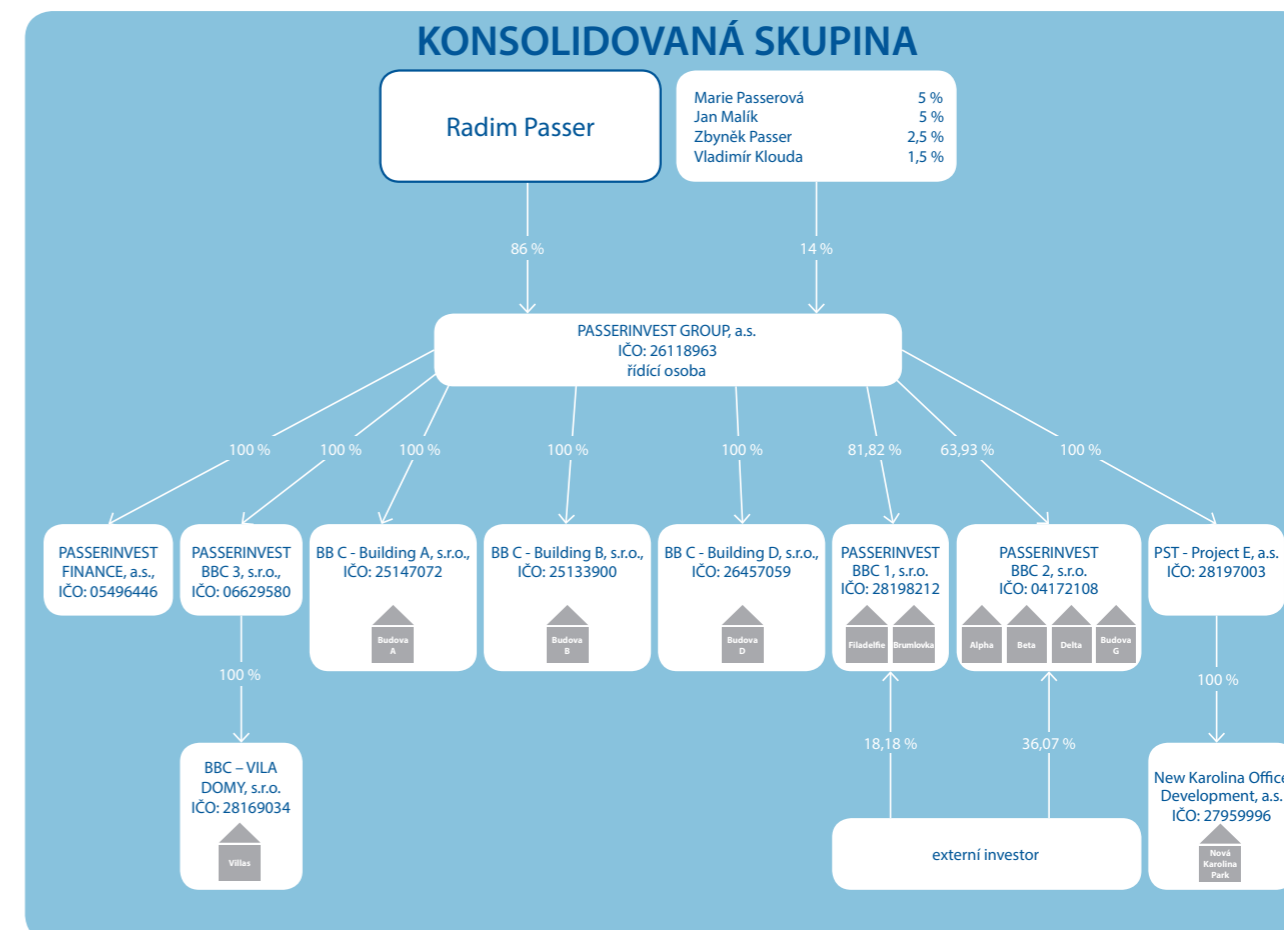 KONSOLIDOVANÁ SKUPINA
Radim Passer
Marie Passerová 5 %
Jan Malík 5 %
Zbyněk Passer 2,5 %
Vladimír Klouda 1,5 %
86 %
14 %
PASSERINVEST GROUP, a.s.
IČO: 26118963
řídící osoba
100 %
100 %
100 %
100 %
100 %
81,82 %
63,93 %
100 %
PASSERINVEST
FINANCE, a.s.,
IČO: 05496446
PASSERINVEST
BBC 3, s.r.o.,
IČO: 06629580
BB C - Building A, s.r.o.,
IČO: 25147072
Budova
A
BB C - Building B, s.r.o.,
IČO: 25133900
Budova
B
BB C - Building D, s.r.o.,
IČO: 26457059
Budova
D
PASSERINVEST
BBC 1, s.r.o.
IČO: 28198212
Filadelfie
Brumlovka
PASSERINVEST
BBC 2, s.r.o.
IČO: 04172108
Alpha
Beta
Delta
Budova
G
PST - Project E, a.s.
IČO: 28197003
100 %
18,18 %
36,07 %
100 %
BBC – VILA
DOMY, s.r.o.
IČO: 28169034
Villas
externí investor
New Karolina Office
Development, a.s.
IČO: 27959996
Nová
Karolina
Park